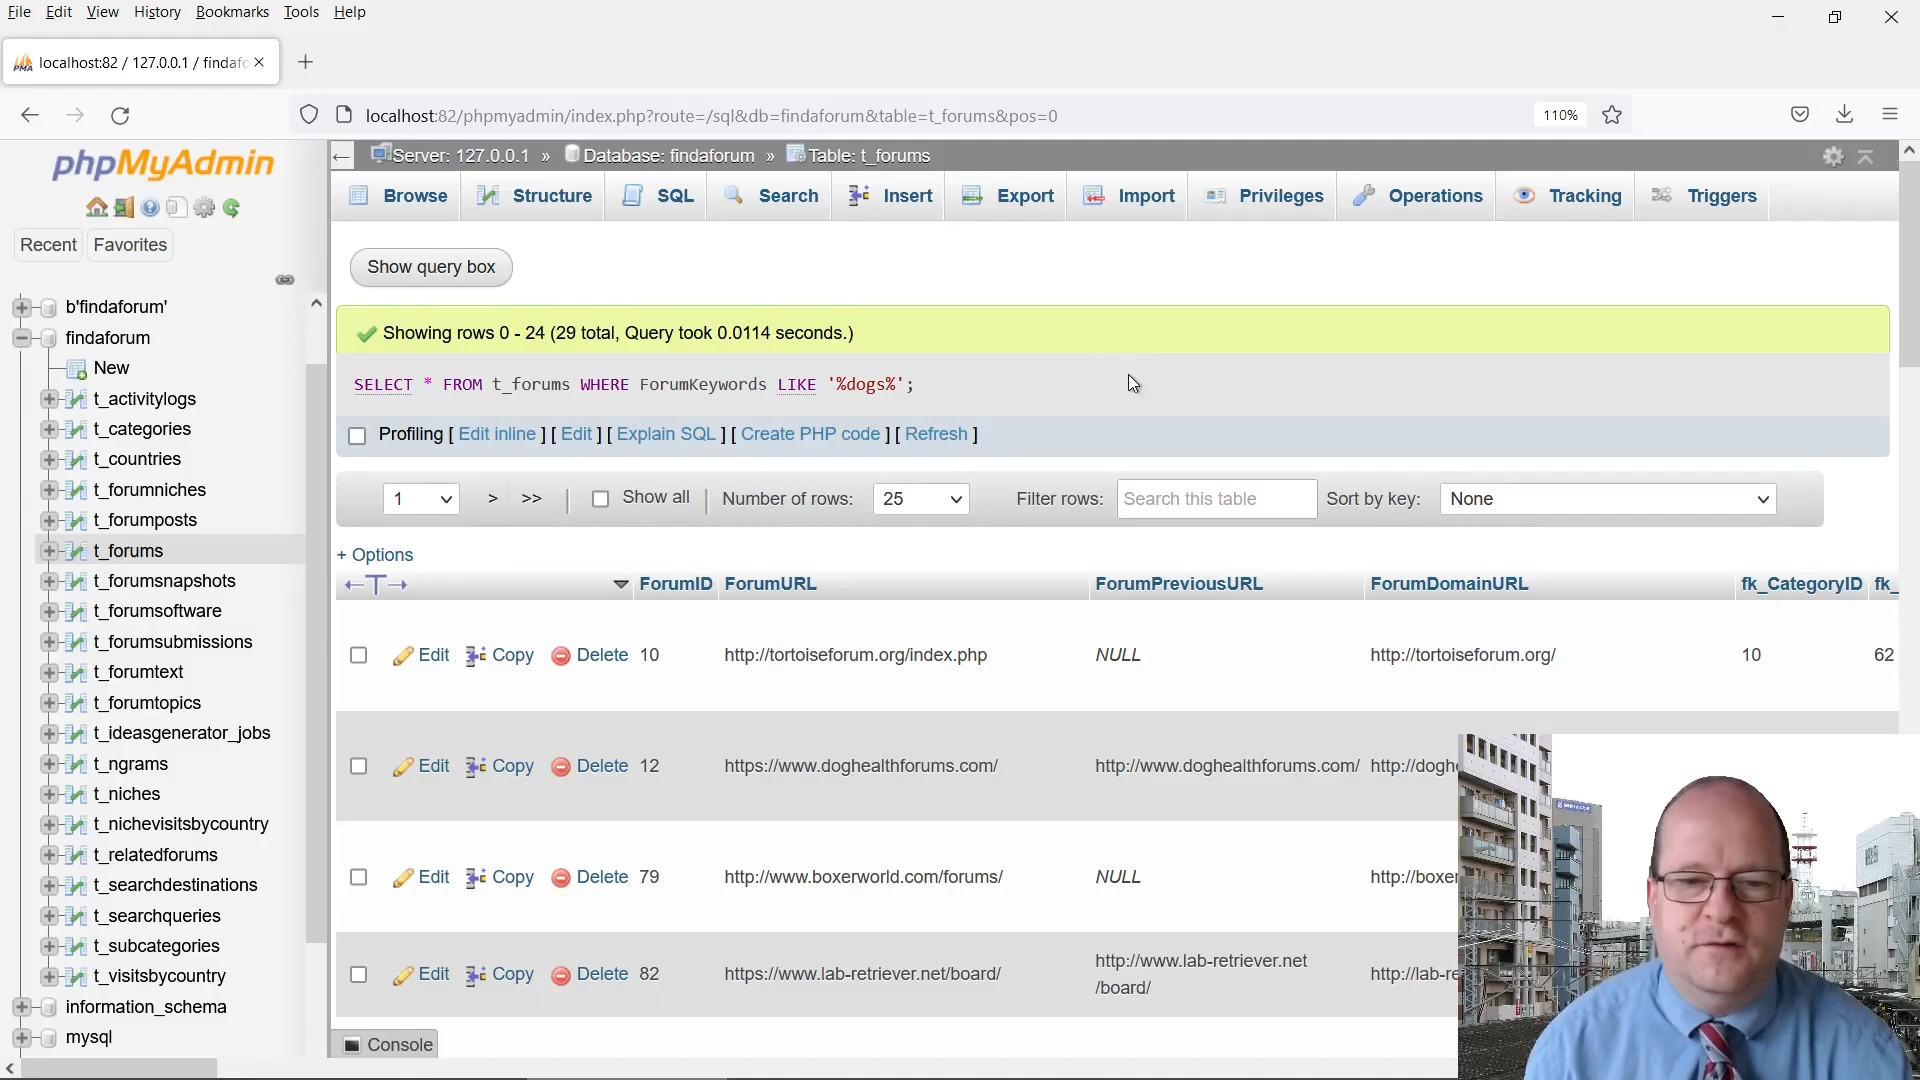 File Edit View History Bookmarks Tools Help
localhost:82 / 127.0.0.1 / findafo
localhost:82/phpmyadmin/index.php?route=/sql&db=findaforum&table=t_forums&pos=0 110%
phpMyAdmin
Recent Favorites
b'findaforum'
findaforum
New
t_activitylogs
t_categories
t_countries
t_forumniches
t_forumposts
t_forums
t_forumsnapshots
t_forumsoftware
t_forumsubmissions
t_forumtext
t_forumtopics
t_ideasgenerator_jobs
t_ngrams
t_niches
t_nichevisitsbycountry
t_relatedforums
t_searchdestinations
t_searchqueries
t_subcategories
t_visitsbycountry
information_schema
mysql
Server: 127.0.0.1 » Database: findaforum » Table: t_forums
Browse Structure SQL Search Insert Export Import Privileges Operations Tracking Triggers
Show query box
Showing rows 0 - 24 (29 total, Query took 0.0114 seconds.)
SELECT * FROM t_forums WHERE ForumKeywords LIKE '%dogs%';
Profiling [ Edit inline ] [ Edit ] [ Explain SQL ] [ Create PHP code ] [ Refresh ]
1 > >> | Show all | Number of rows: 25 Filter rows: Search this table Sort by key: None
+ Options
←T→ ForumID ForumURL ForumPreviousURL ForumDomainURL fk_CategoryID fk_
Edit Copy Delete 10 http://tortoiseforum.org/index.php NULL http://tortoiseforum.org/ 10 62
Edit Copy Delete 12 https://www.doghealthforums.com/ http://www.doghealthforums.com/ http://dogh
Edit Copy Delete 79 http://www.boxerworld.com/forums/ NULL http://boxer
Edit Copy Delete 82 https://www.lab-retriever.net/board/ http://www.lab-retriever.net
/board/ http://lab-re
Console